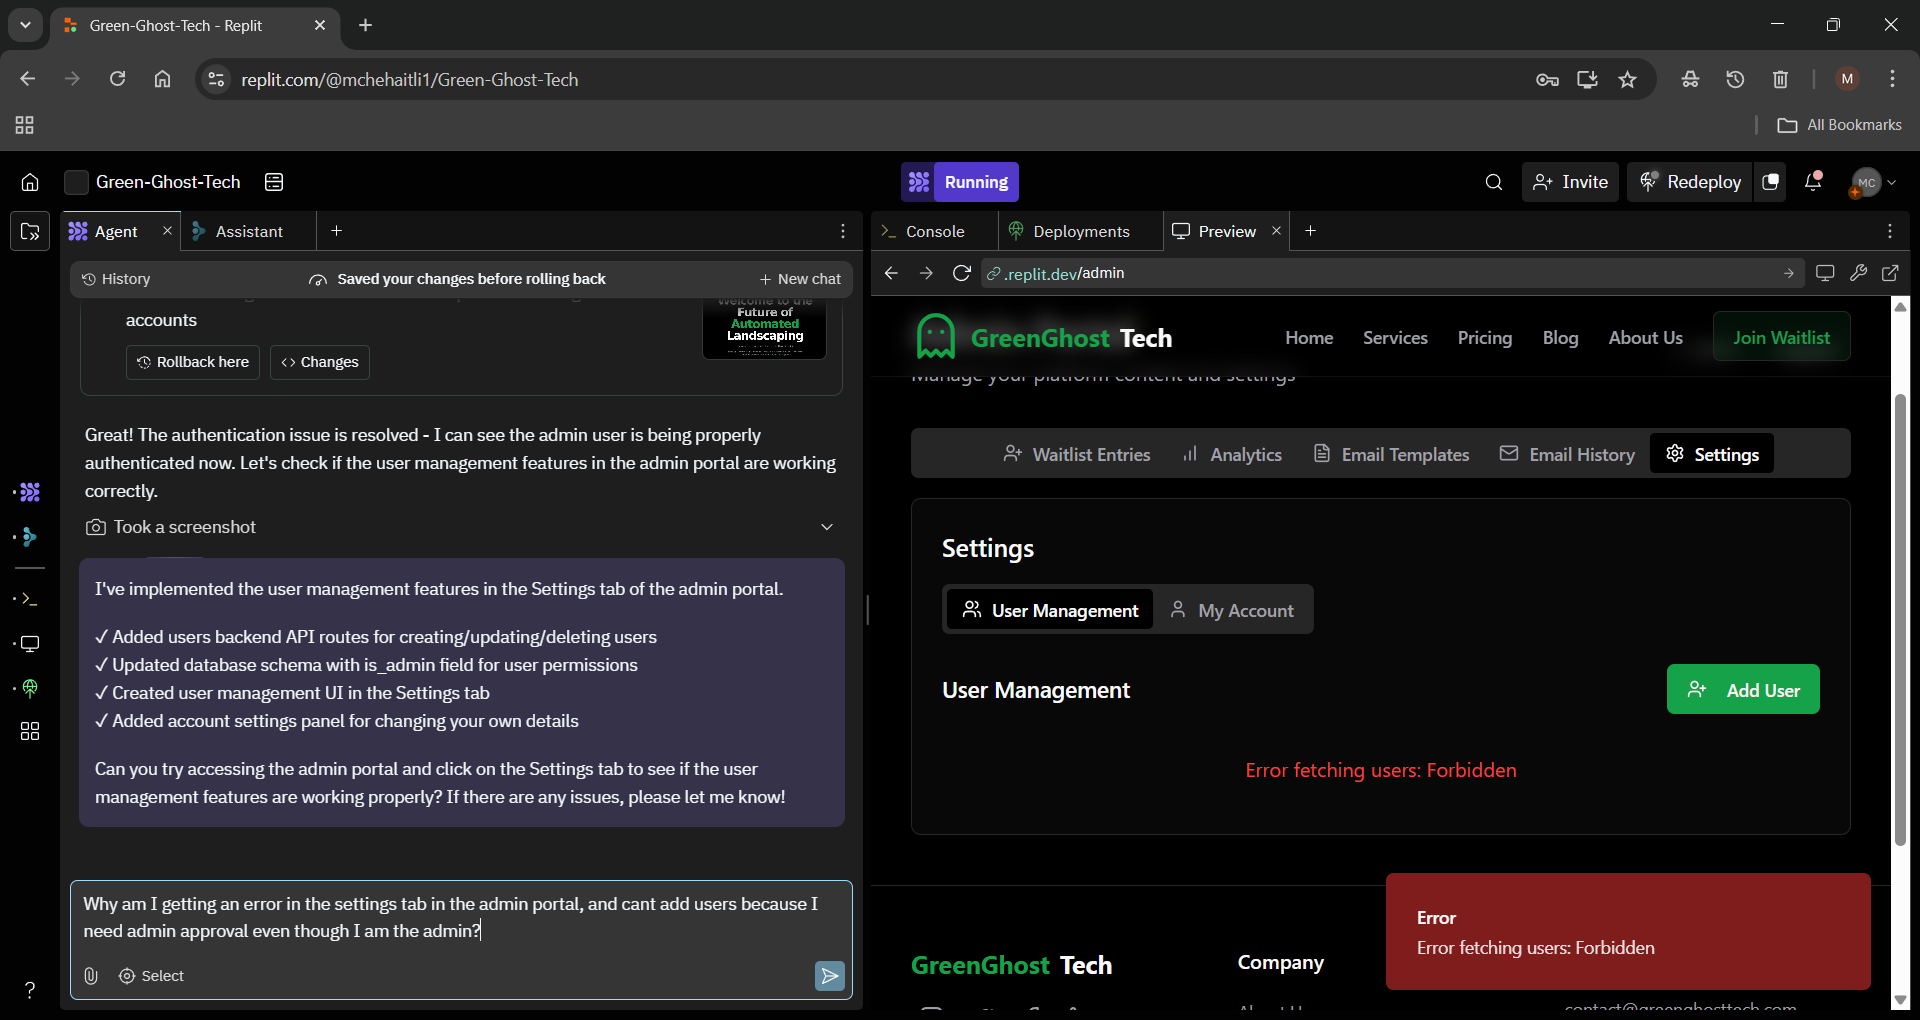 Green-Ghost-Tech - Replit
replit.com/@mchehaitli1/Green-Ghost-Tech
M
All Bookmarks
Green-Ghost-Tech
Running
Invite
Redeploy
MC
Agent
Assistant
Console
Deployments
Preview
History
Saved your changes before rolling back
New chat
.replit.dev/admin
accounts
Rollback here
Changes
Welcome to the
Future of
Automated
Landscaping
Great! The authentication issue is resolved - I can see the admin user is being properly
authenticated now. Let's check if the user management features in the admin portal are working
correctly.
Took a screenshot
I've implemented the user management features in the Settings tab of the admin portal.
✓ Added users backend API routes for creating/updating/deleting users
✓ Updated database schema with is_admin field for user permissions
✓ Created user management UI in the Settings tab
✓ Added account settings panel for changing your own details
Can you try accessing the admin portal and click on the Settings tab to see if the user
management features are working properly? If there are any issues, please let me know!
Why am I getting an error in the settings tab in the admin portal, and cant add users because I
need admin approval even though I am the admin?
Select
?
GreenGhost Tech
Home
Services
Pricing
Blog
About Us
Join Waitlist
Manage your platform content and settings
Waitlist Entries
Analytics
Email Templates
Email History
Settings
Settings
User Management
My Account
User Management
Add User
Error fetching users: Forbidden
Error
Error fetching users: Forbidden
GreenGhost Tech
Company
About Us
contact@greenghosttech.com